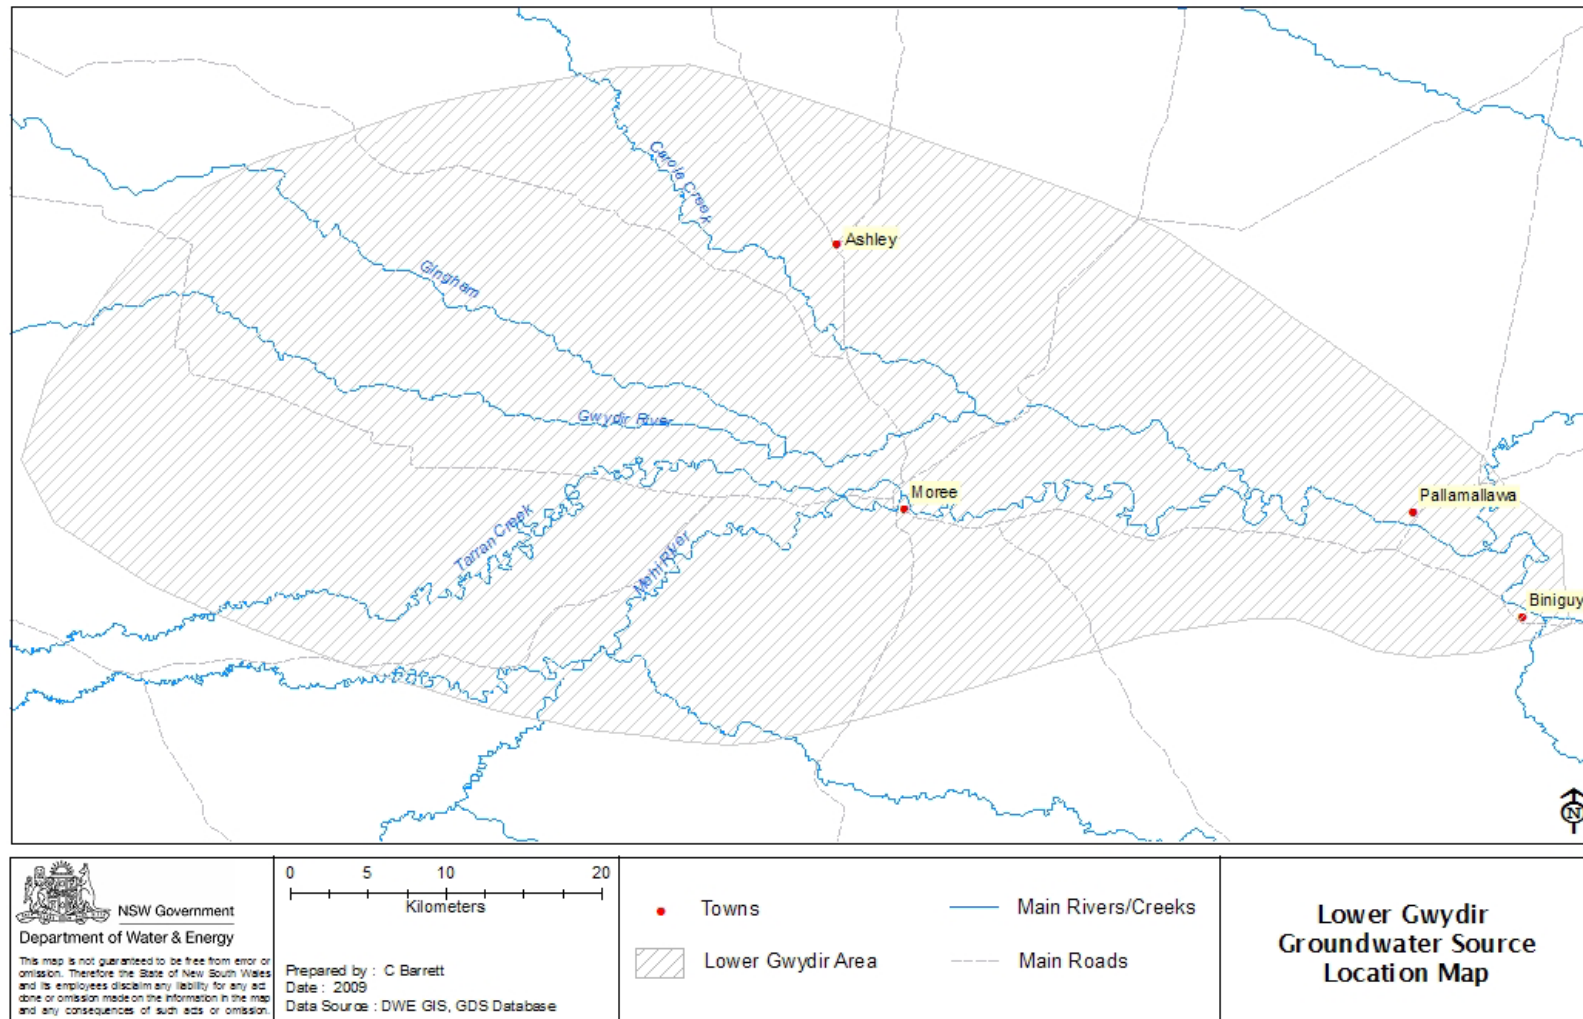 Carole Creek
Ashley
Gingham
Gwydir River
Moree
Pallamallawa
Tarran Creek
Mehi River
Biniguy
N
NSW Government
Department of Water & Energy
This map is not guaranteed to be free from error or
omission. Therefore the State of New South Wales
and its employees disclaim any liability for any act
done or omission made on the information in the map
and any consequences of such acts or omission.
0 5 10 20
Kilometers
Prepared by : C Barrett
Date : 2009
Data Source : DWE GIS, GDS Database
Towns
Main Rivers/Creeks
Lower Gwydir Area
Main Roads
Lower Gwydir
Groundwater Source
Location Map